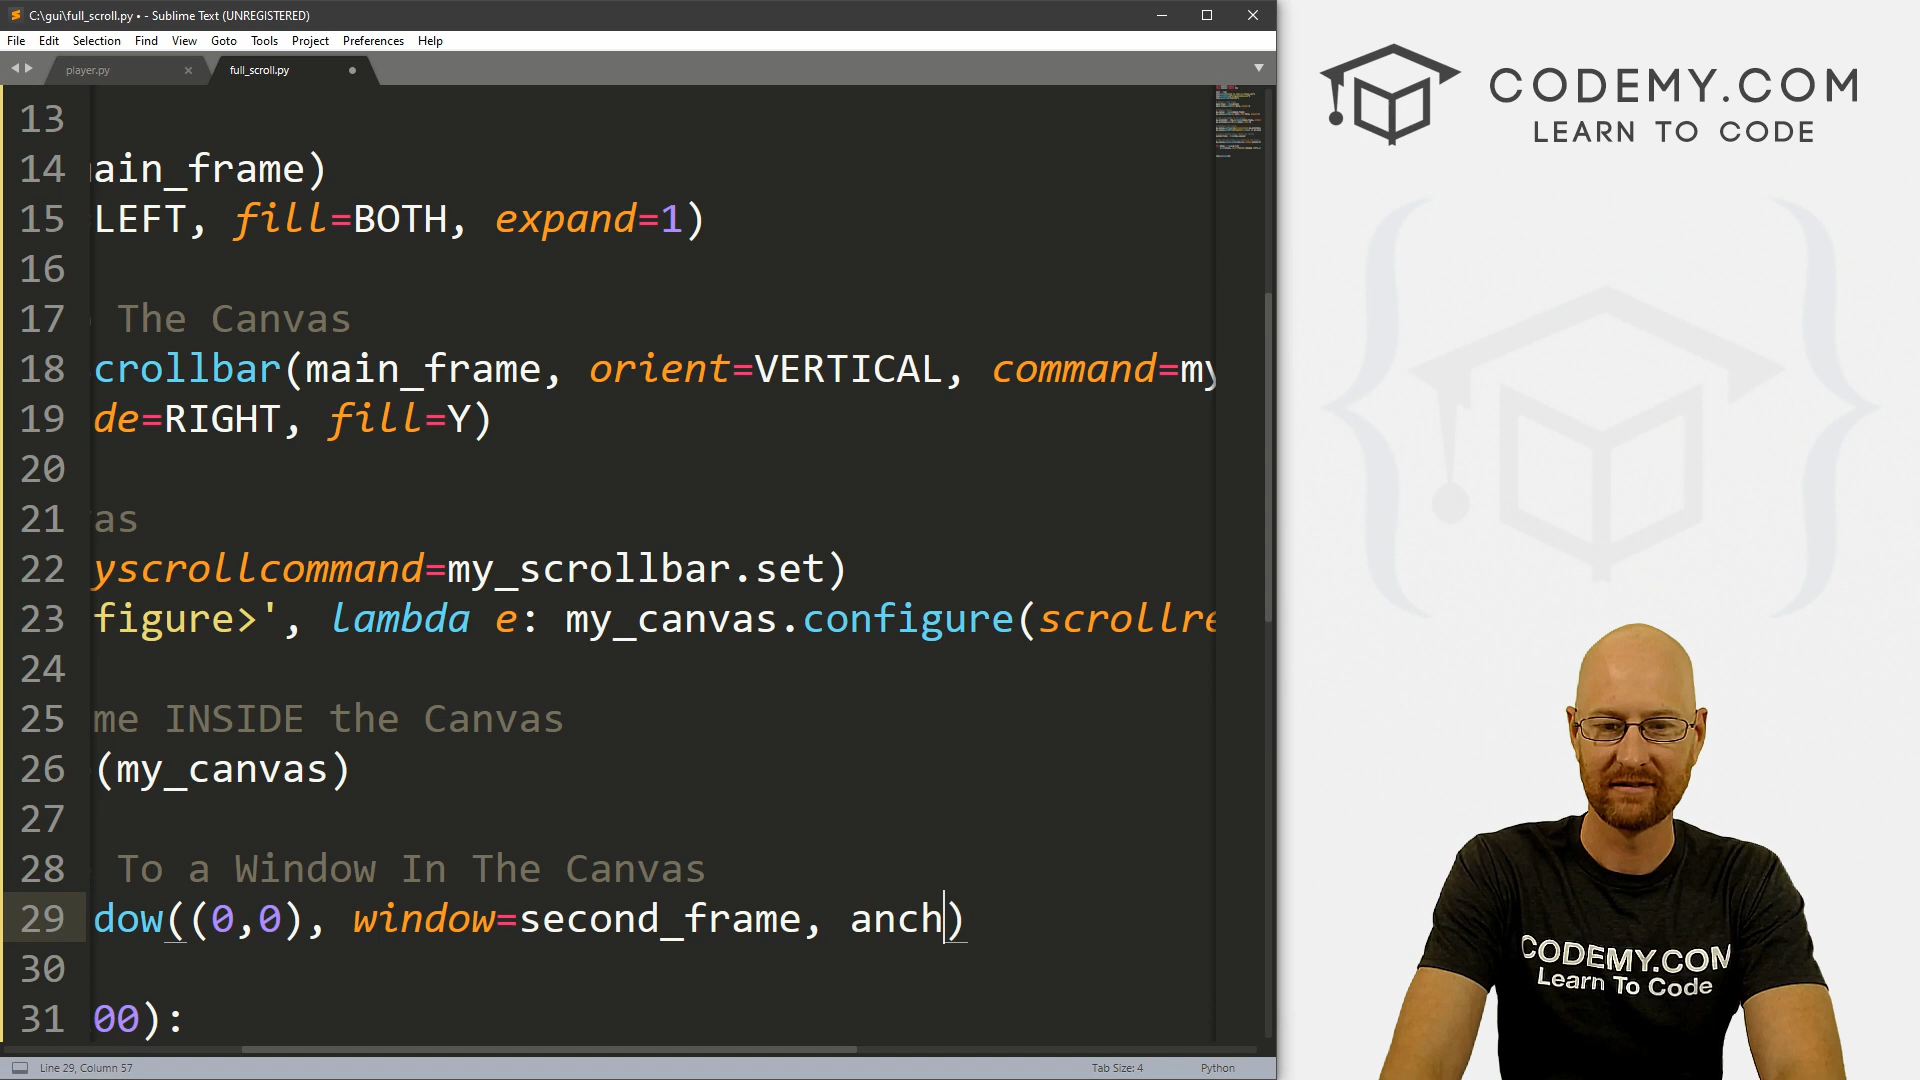 C:\gui\full_scroll.py • - Sublime Text (UNREGISTERED)
File Edit Selection Find View Goto Tools Project Preferences Help
player.py full_scroll.py
13
14 ain_frame)
15 LEFT, fill=BOTH, expand=1)
16
17 The Canvas
18 crollbar(main_frame, orient=VERTICAL, command=my
19 de=RIGHT, fill=Y)
20
21 as
22 yscrollcommand=my_scrollbar.set)
23 figure>', lambda e: my_canvas.configure(scrollre
24
25 me INSIDE the Canvas
26 (my_canvas)
27
28 To a Window In The Canvas
29 dow((0,0), window=second_frame, anch)
30
31 00):
Line 29, Column 57 Tab Size: 4 Python
CODEMY.COM
LEARN TO CODE
CODEMY.COM
Learn To Code